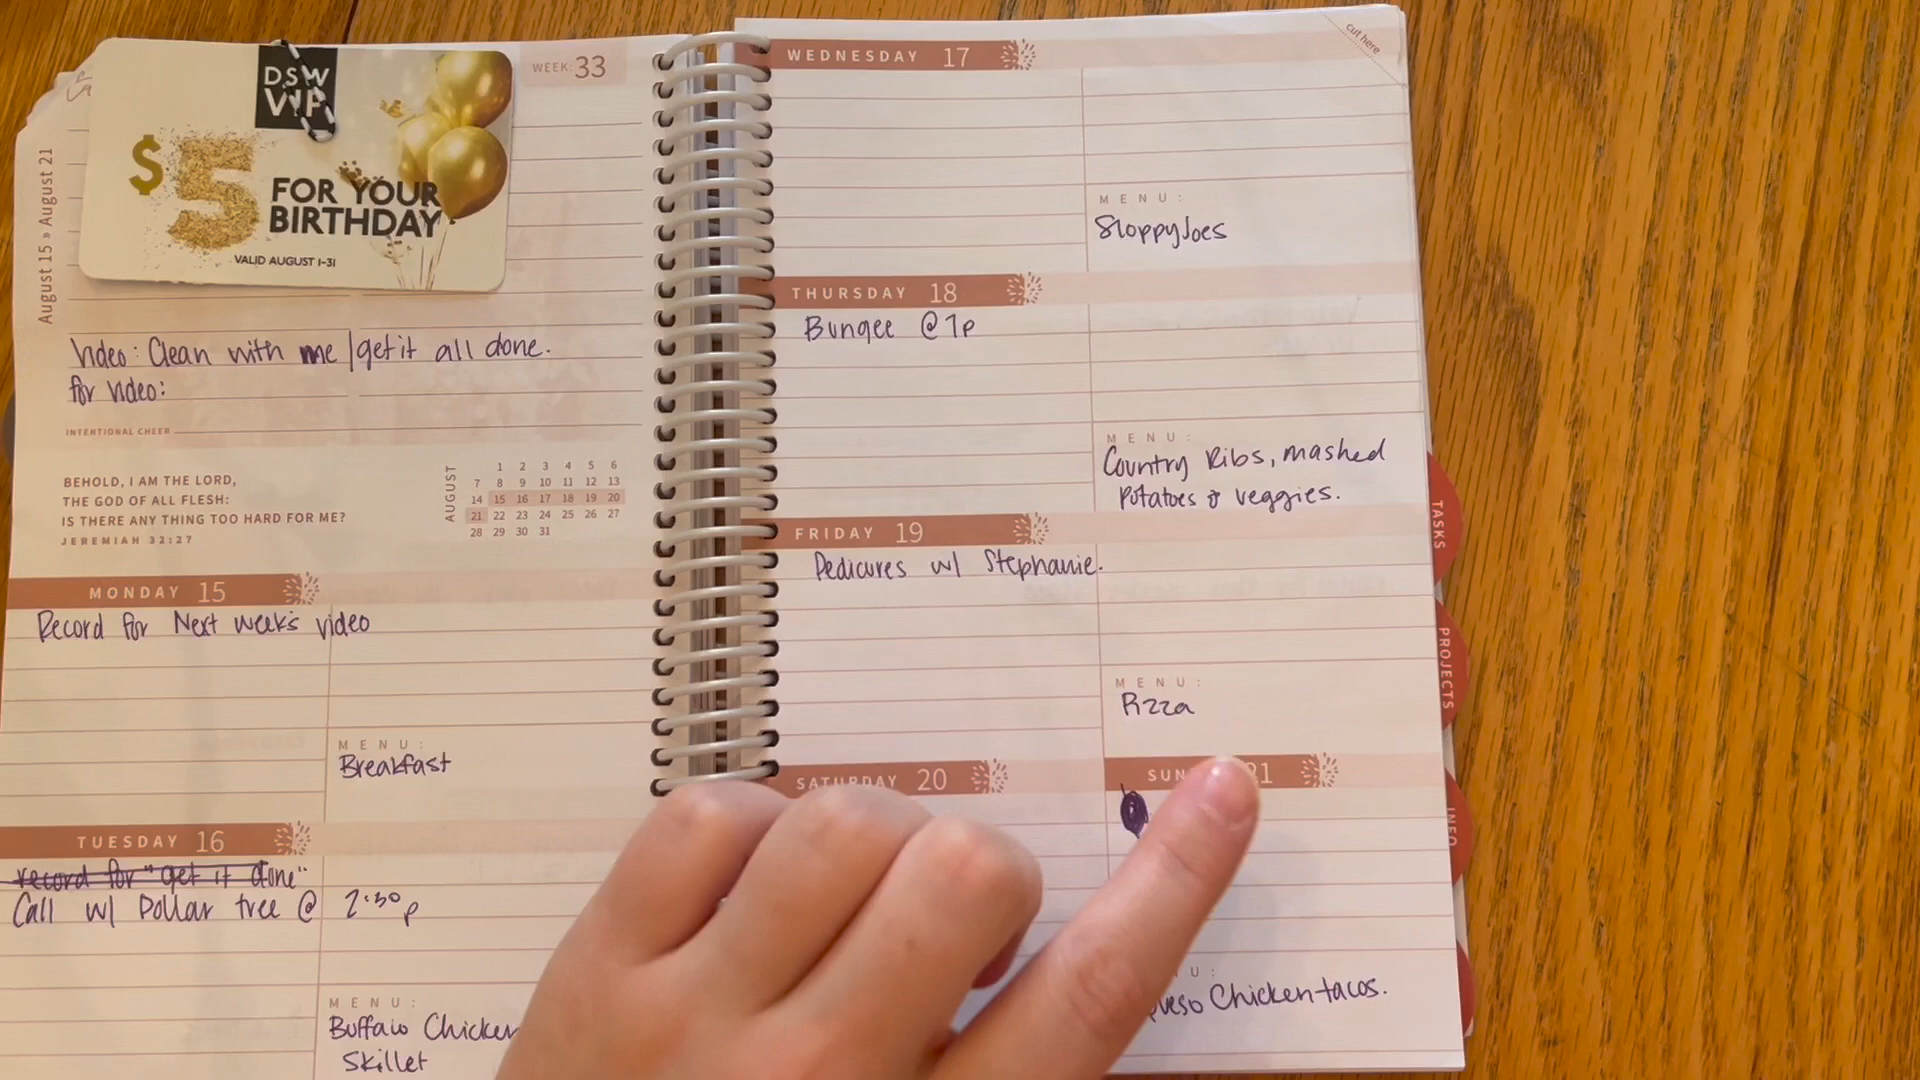 DSW
VIP
$5
FOR YOUR
BIRTHDAY
VALID AUGUST 1-31
WEEK: 33
August 15 » August 21
Video: Clean with me | get it all done.
for video:
INTENTIONAL CHEER
BEHOLD, I AM THE LORD,
THE GOD OF ALL FLESH:
IS THERE ANY THING TOO HARD FOR ME?
JEREMIAH 32:27
AUGUST
1 2 3 4 5 6
7 8 9 10 11 12 13
14 15 16 17 18 19 20
21 22 23 24 25 26 27
28 29 30 31
MONDAY 15
Record for Next week's video
MENU:
Breakfast
TUESDAY 16
record for "get it done"
Call w/ Dollar tree @ 2:30p
MENU:
Buffalo Chicken
Skillet
WEDNESDAY 17
cut here
MENU:
Sloppy Joes
THURSDAY 18
Bungee @ 7p
MENU:
Country Ribs, mashed
potatoes & veggies.
FRIDAY 19
Pedicures w/ Stephanie.
MENU:
Pizza
SATURDAY 20
SUN 21
Chicken tacos.
TASKS
PROJECTS
INFO